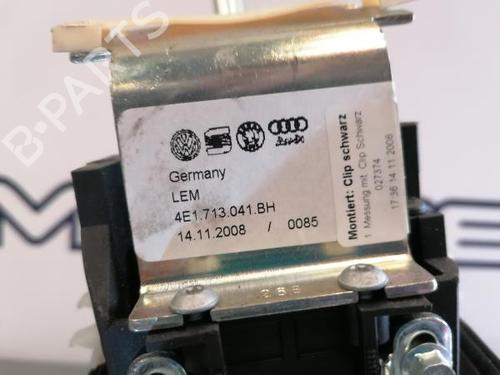 B-PARTS
Germany
LEM
4E1.713.041.BH
14.11.2008 / 0085
Montiert: Clip schwarz
1 Messung mit Clip Schwarz
027374
17:36 14 11 2008